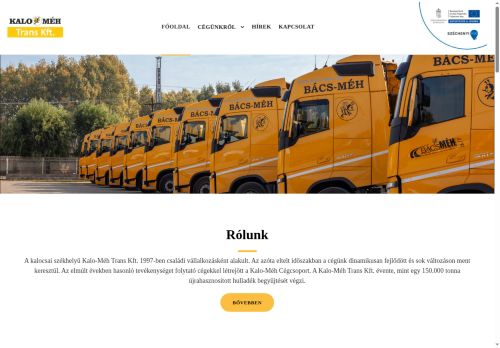 KALO MÉH
Trans Kft.
FŐOLDAL
CÉGÜNKRŐL
HÍREK
KAPCSOLAT
SZÉCHENYI
BÁCS-MÉH
BÁCS-MÉH
BÁCS-MÉH
BÁCS-MÉH
BÁCSMÉH
Rólunk
A kalocsai székhelyű Kalo-Méh Trans Kft. 1997-ben családi vállalkozásként alakult. Az azóta eltelt időszakban a cégünk dinamikusan fejlődött és sok változáson ment
keresztül. Az elmúlt években hasonló tevékenységet folytató cégekkel létrejött a Kalo-Méh Cégcsoport. A Kalo-Méh Trans Kft. évente, mint egy 150.000 tonna
újrahasznosított hulladék begyűjtését végzi.
BŐVEBBEN